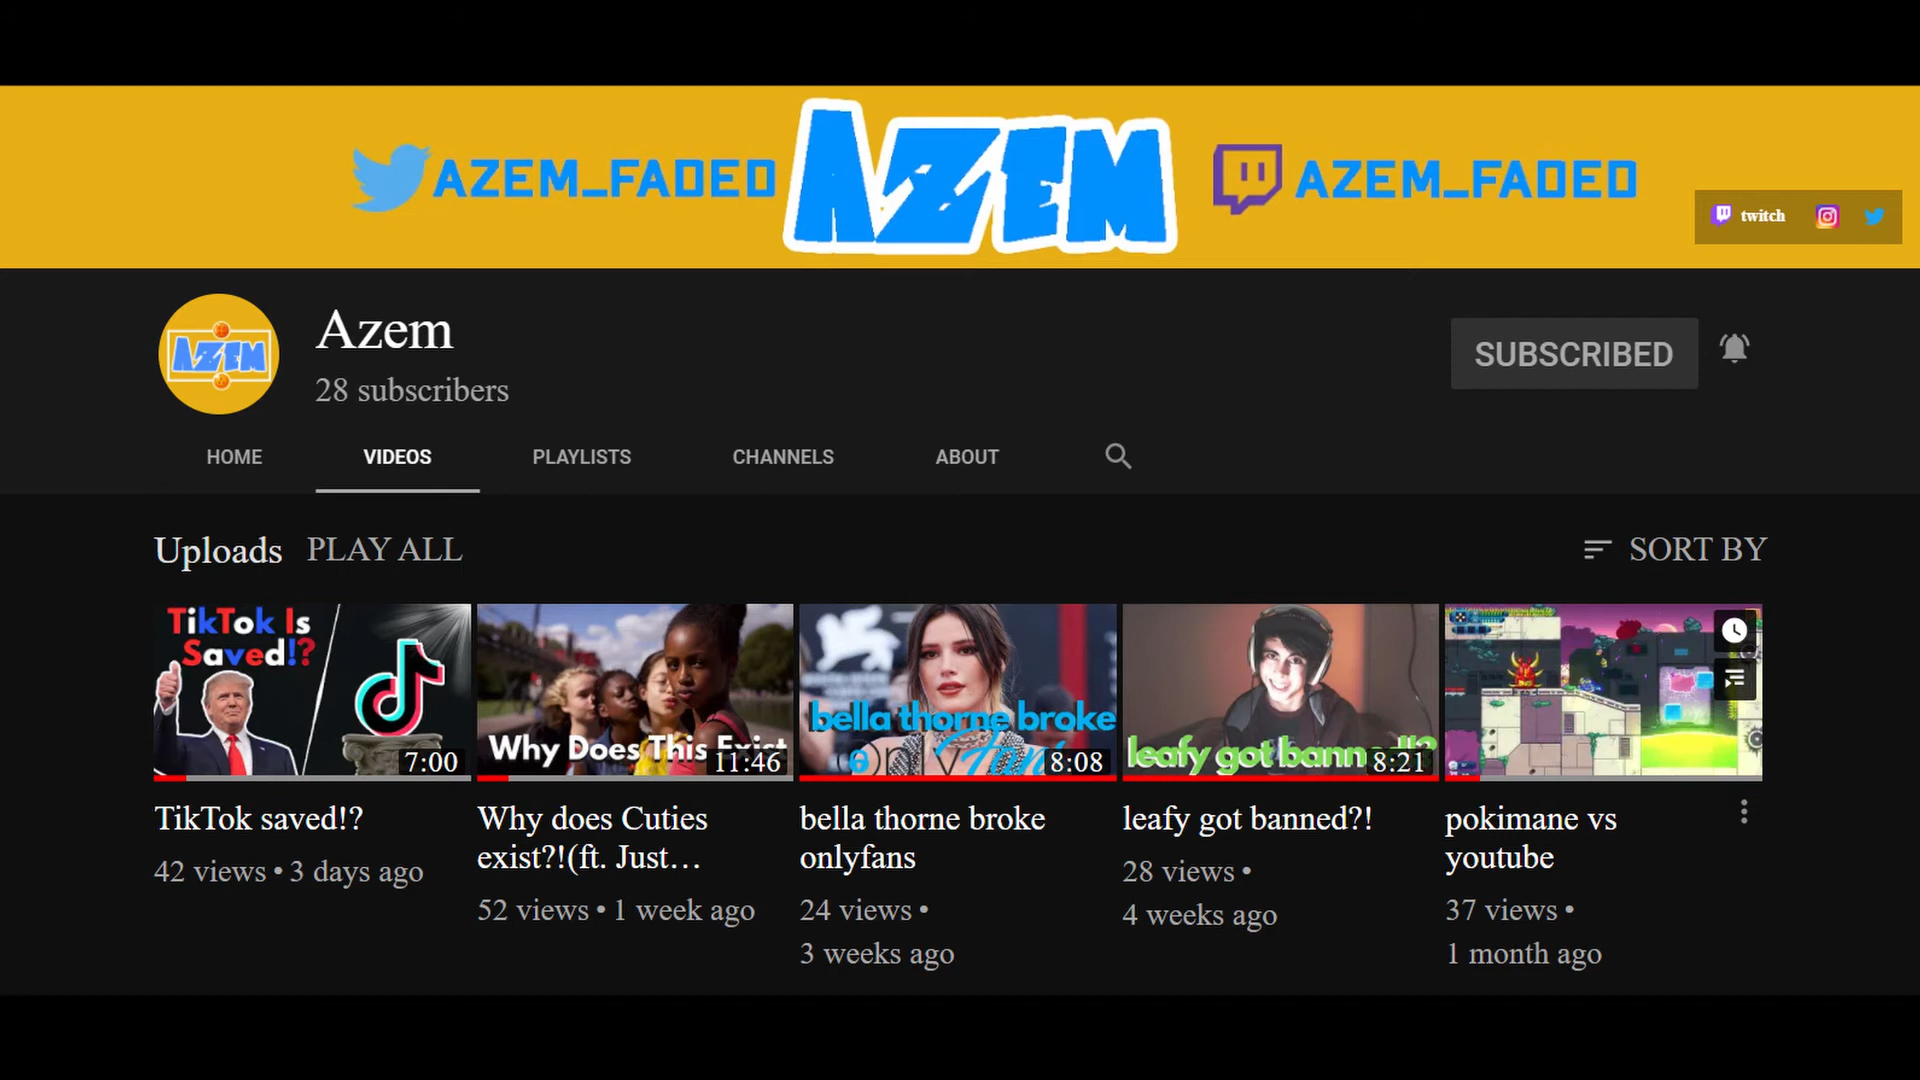 AZEM_FADED
AZEM
AZEM_FADED
twitch
AZEM
Azem
28 subscribers
SUBSCRIBED
HOME
VIDEOS
PLAYLISTS
CHANNELS
ABOUT
Uploads
PLAY ALL
SORT BY
TikTok Is
Saved!?
7:00
Why Does This Exist
11:46
bella thorne broke
8:08
leafy got
8:21
TikTok saved!?
42 views • 3 days ago
Why does Cuties
exist?!(ft. Just…
52 views • 1 week ago
bella thorne broke
onlyfans
24 views •
3 weeks ago
leafy got banned?!
28 views •
4 weeks ago
pokimane vs
youtube
37 views •
1 month ago